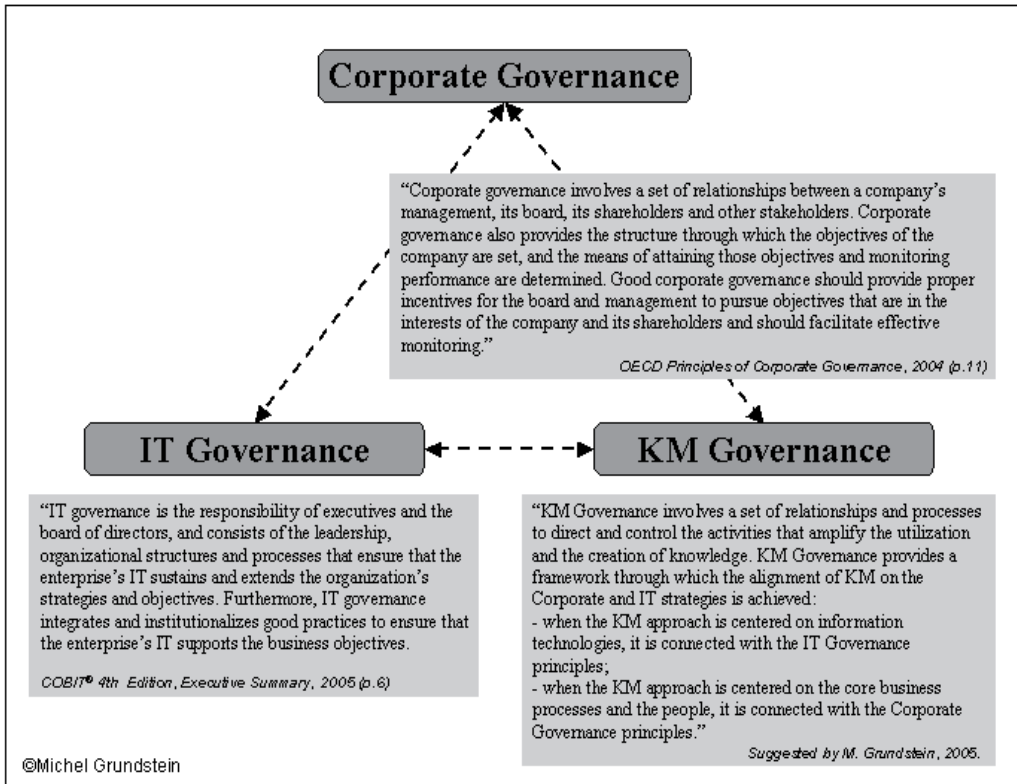 Corporate Governance
“Corporate governance involves a set of relationships between a company’s
management, its board, its shareholders and other stakeholders. Corporate
governance also provides the structure through which the objectives of the
company are set, and the means of attaining those objectives and monitoring
performance are determined. Good corporate governance should provide proper
incentives for the board and management to pursue objectives that are in the
interests of the company and its shareholders and should facilitate effective
monitoring.”
OECD Principles of Corporate Governance, 2004 (p.11)
IT Governance
“IT governance is the responsibility of executives and the
board of directors, and consists of the leadership,
organizational structures and processes that ensure that the
enterprise’s IT sustains and extends the organization’s
strategies and objectives. Furthermore, IT governance
integrates and institutionalizes good practices to ensure that
the enterprise’s IT supports the business objectives.
COBIT® 4th Edition, Executive Summary, 2005 (p.6)
KM Governance
“KM Governance involves a set of relationships and processes
to direct and control the activities that amplify the utilization
and the creation of knowledge. KM Governance provides a
framework through which the alignment of KM on the
Corporate and IT strategies is achieved:
- when the KM approach is centered on information
technologies, it is connected with the IT Governance
principles;
- when the KM approach is centered on the core business
processes and the people, it is connected with the Corporate
Governance principles.”
Suggested by M. Grundstein, 2005.
©Michel Grundstein